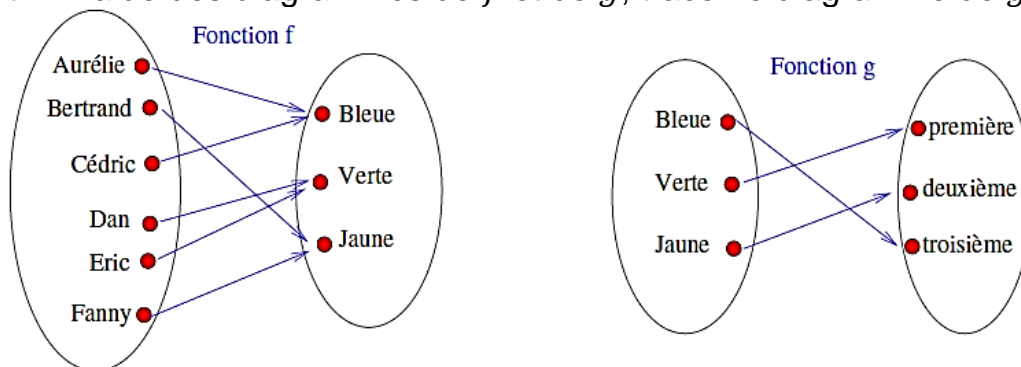 Fonction f
Aurélie
Bertrand
Cédric
Dan
Eric
Fanny
Bleue
Verte
Jaune
Fonction g
Bleue
Verte
Jaune
première
deuxième
troisième